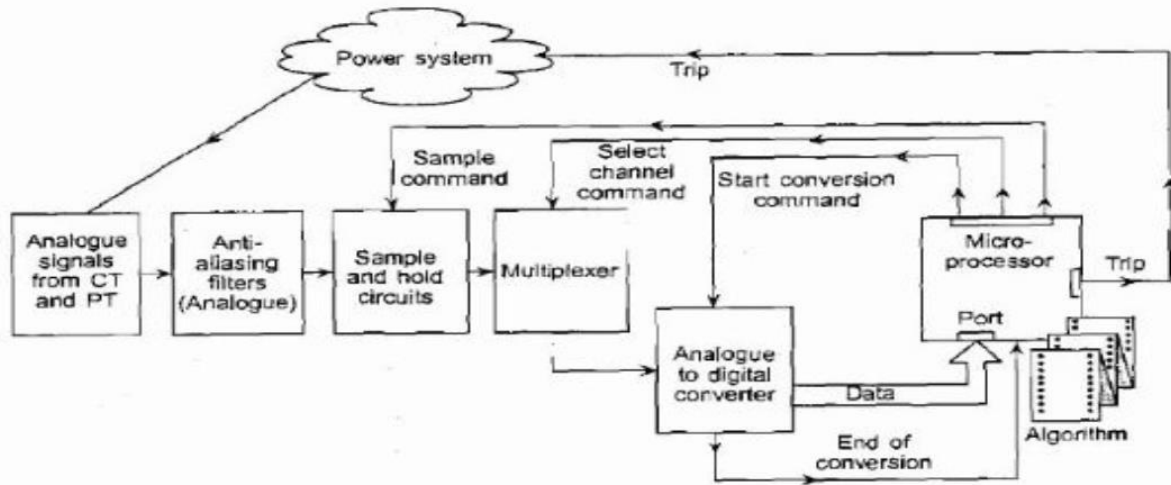 Power system
Trip
Sample
command
Select
channel
command
Start conversion
command
Analogue
signals
from CT
and PT
Anti-
aliasing
filters
(Analogue)
Sample
and hold
circuits
Multiplexer
Micro-
processor
Trip
Port
Analogue
to digital
converter
Data
Algorithm
End of
conversion